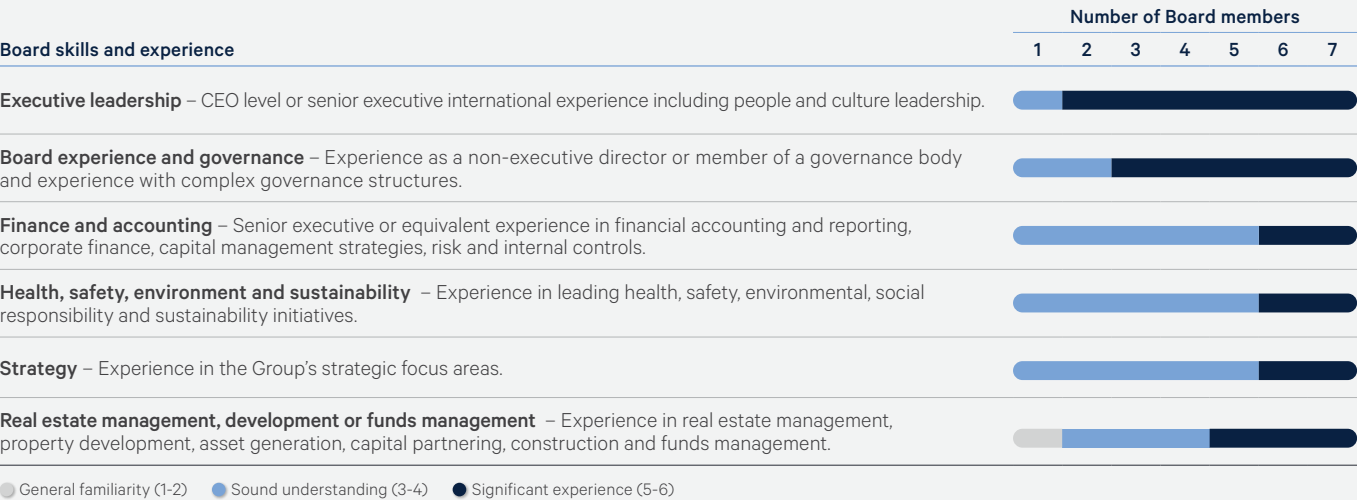 Number of Board members
Board skills and experience 1 2 3 4 5 6 7
Executive leadership – CEO level or senior executive international experience including people and culture leadership.
Board experience and governance – Experience as a non-executive director or member of a governance body
and experience with complex governance structures.
Finance and accounting – Senior executive or equivalent experience in financial accounting and reporting,
corporate finance, capital management strategies, risk and internal controls.
Health, safety, environment and sustainability – Experience in leading health, safety, environmental, social
responsibility and sustainability initiatives.
Strategy – Experience in the Group’s strategic focus areas.
Real estate management, development or funds management – Experience in real estate management,
property development, asset generation, capital partnering, construction and funds management.
General familiarity (1-2) Sound understanding (3-4) Significant experience (5-6)